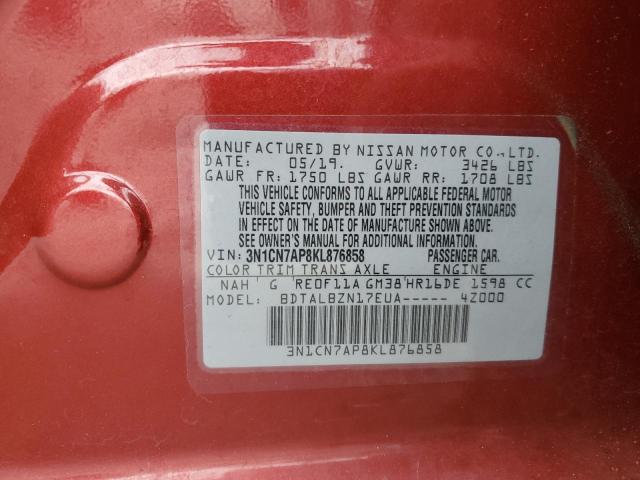 MANUFACTURED BY NISSAN MOTOR CO.,LTD.
DATE: 05/19. GVWR: 3426 LBS
GAWR FR: 1750 LBS GAWR RR: 1708 LBS
THIS VEHICLE CONFORMS TO ALL APPLICABLE FEDERAL MOTOR
VEHICLE SAFETY, BUMPER AND THEFT PREVENTION STANDARDS
IN EFFECT ON THE DATE OF MANUFACTURE SHOWN ABOVE.
SEE OWNER'S MANUAL FOR ADDITIONAL INFORMATION.
VIN: 3N1CN7AP8KL876858 PASSENGER CAR.
COLOR TRIM TRANS AXLE ENGINE
NAH G RE0F11A GM38 HR16DE 1598 CC
MODEL: BDTALBZN17EUA----- 4Z000
3N1CN7AP8KL876858